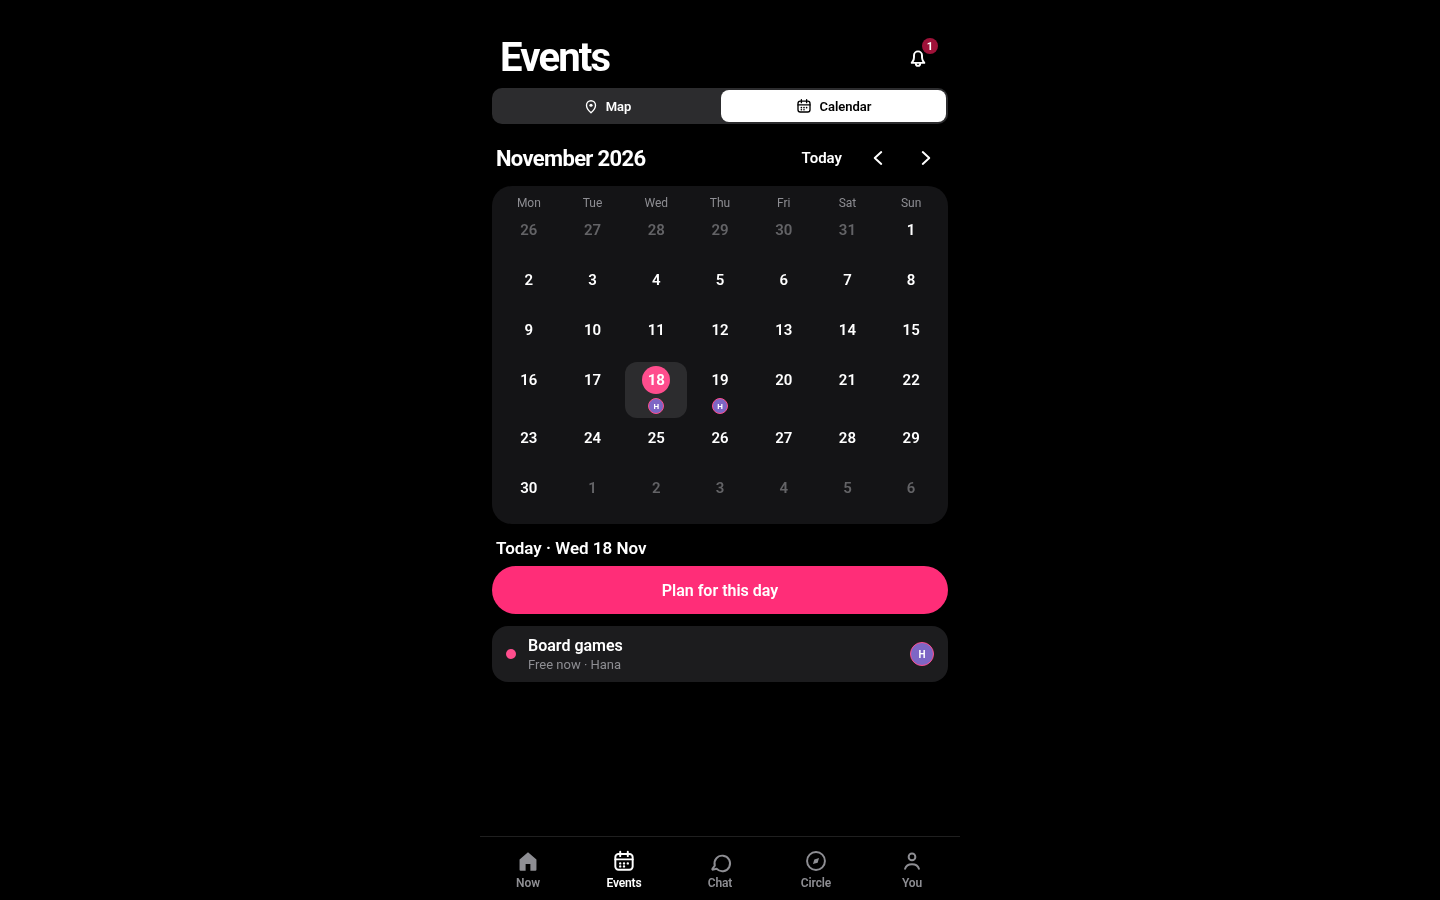 Events
1
Map
Calendar
November 2026
Today
Mon Tue Wed Thu Fri Sat Sun
26 27 28 29 30 31 1
2 3 4 5 6 7 8
9 10 11 12 13 14 15
16 17 18 19 20 21 22
H H
23 24 25 26 27 28 29
30 1 2 3 4 5 6
Today · Wed 18 Nov
Plan for this day
Board games
Free now · Hana
H
Now Events Chat Circle You